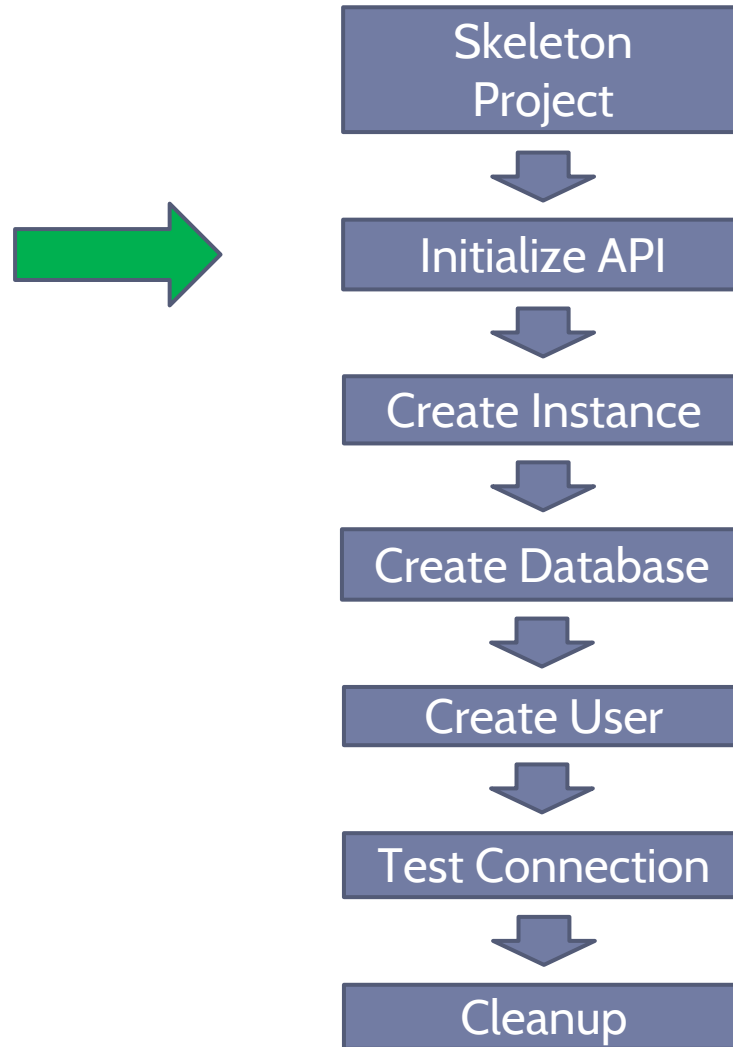 Skeleton
Project
Initialize API
Create Instance
Create Database
Create User
Test Connection
Cleanup